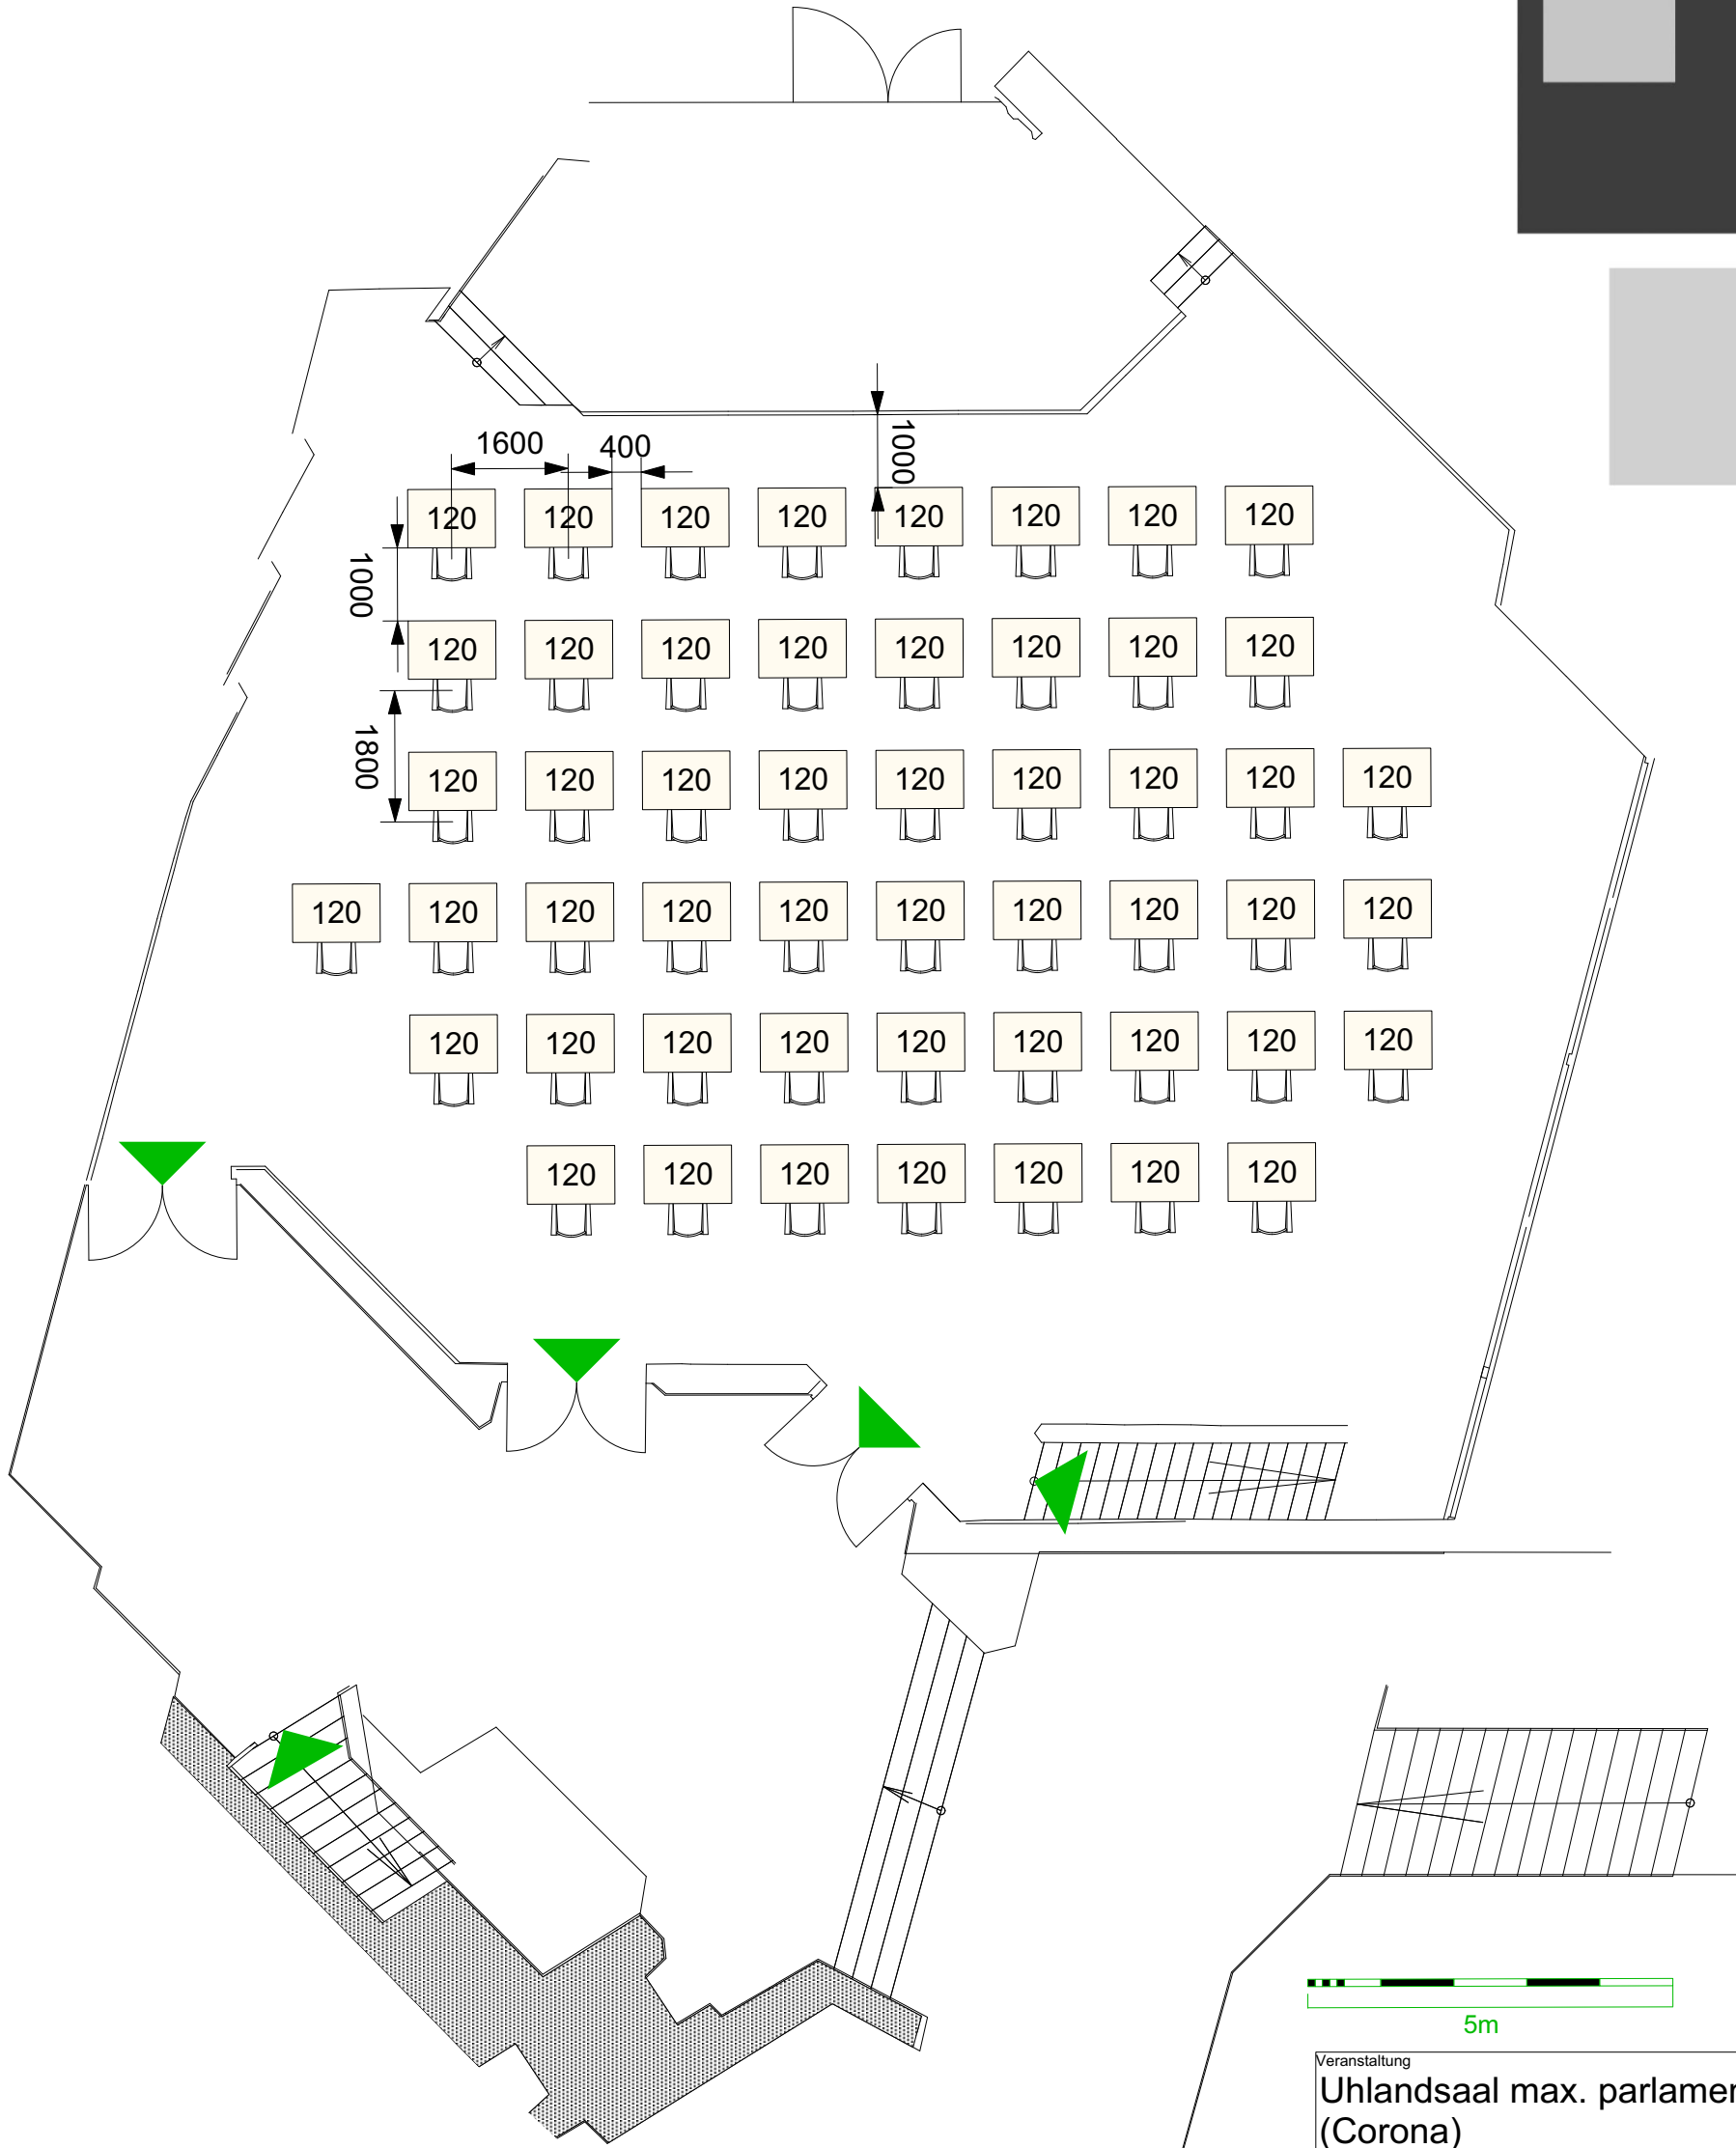 1600 400 1000
120 120 120 120 120 120 120 120
1000
120 120 120 120 120 120 120 120
1800
120 120 120 120 120 120 120 120 120
120 120 120 120 120 120 120 120 120 120
120 120 120 120 120 120 120 120 120
120 120 120 120 120 120 120
5m
Veranstaltung
Uhlandsaal max. parlamen
(Corona)